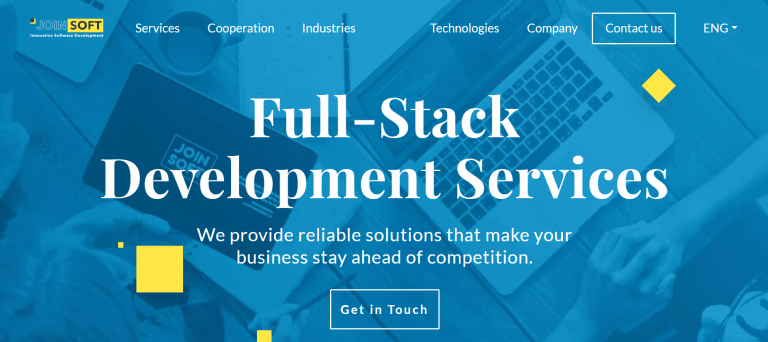 JOIN SOFT
Innovative Software Development
Services
Cooperation
Industries
Technologies
Company
Contact us
ENG
JOIN
SOFT
Full-Stack
Development Services
We provide reliable solutions that make your
business stay ahead of competition.
Get in Touch